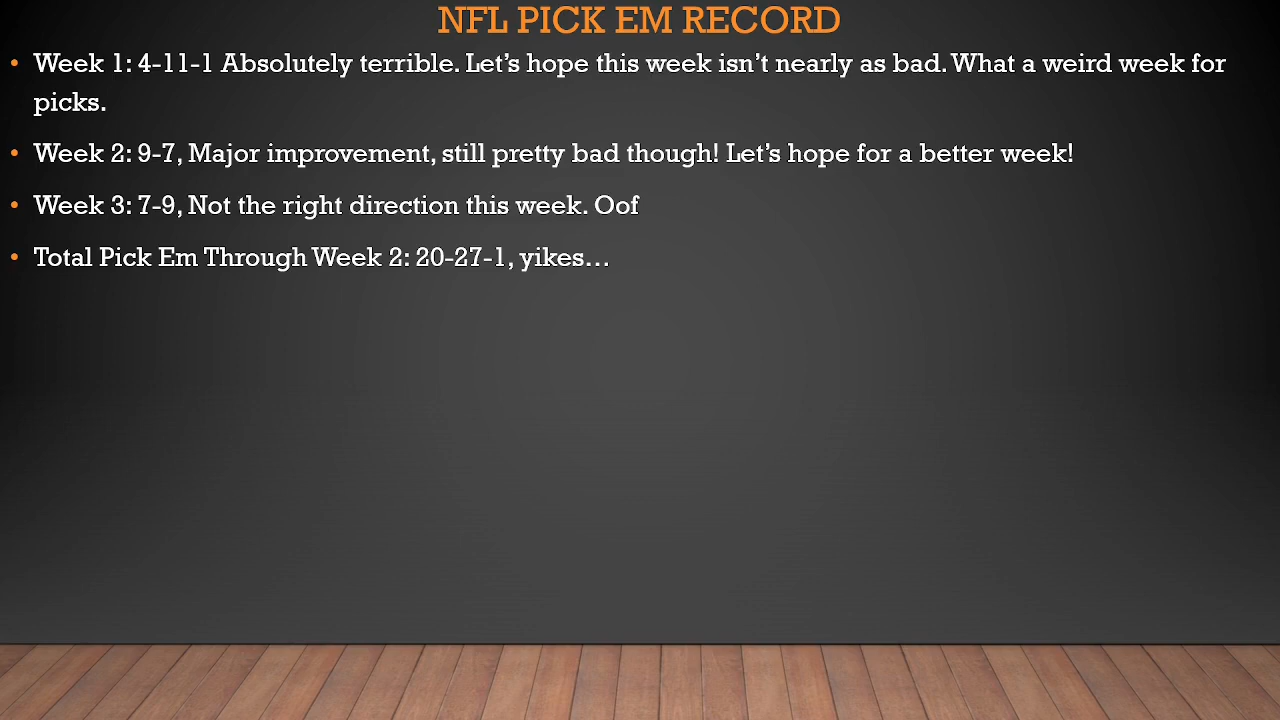 NFL PICK EM RECORD
• Week 1: 4-11-1 Absolutely terrible. Let’s hope this week isn’t nearly as bad. What a weird week for
picks.
• Week 2: 9-7, Major improvement, still pretty bad though! Let’s hope for a better week!
• Week 3: 7-9, Not the right direction this week. Oof
• Total Pick Em Through Week 2: 20-27-1, yikes…